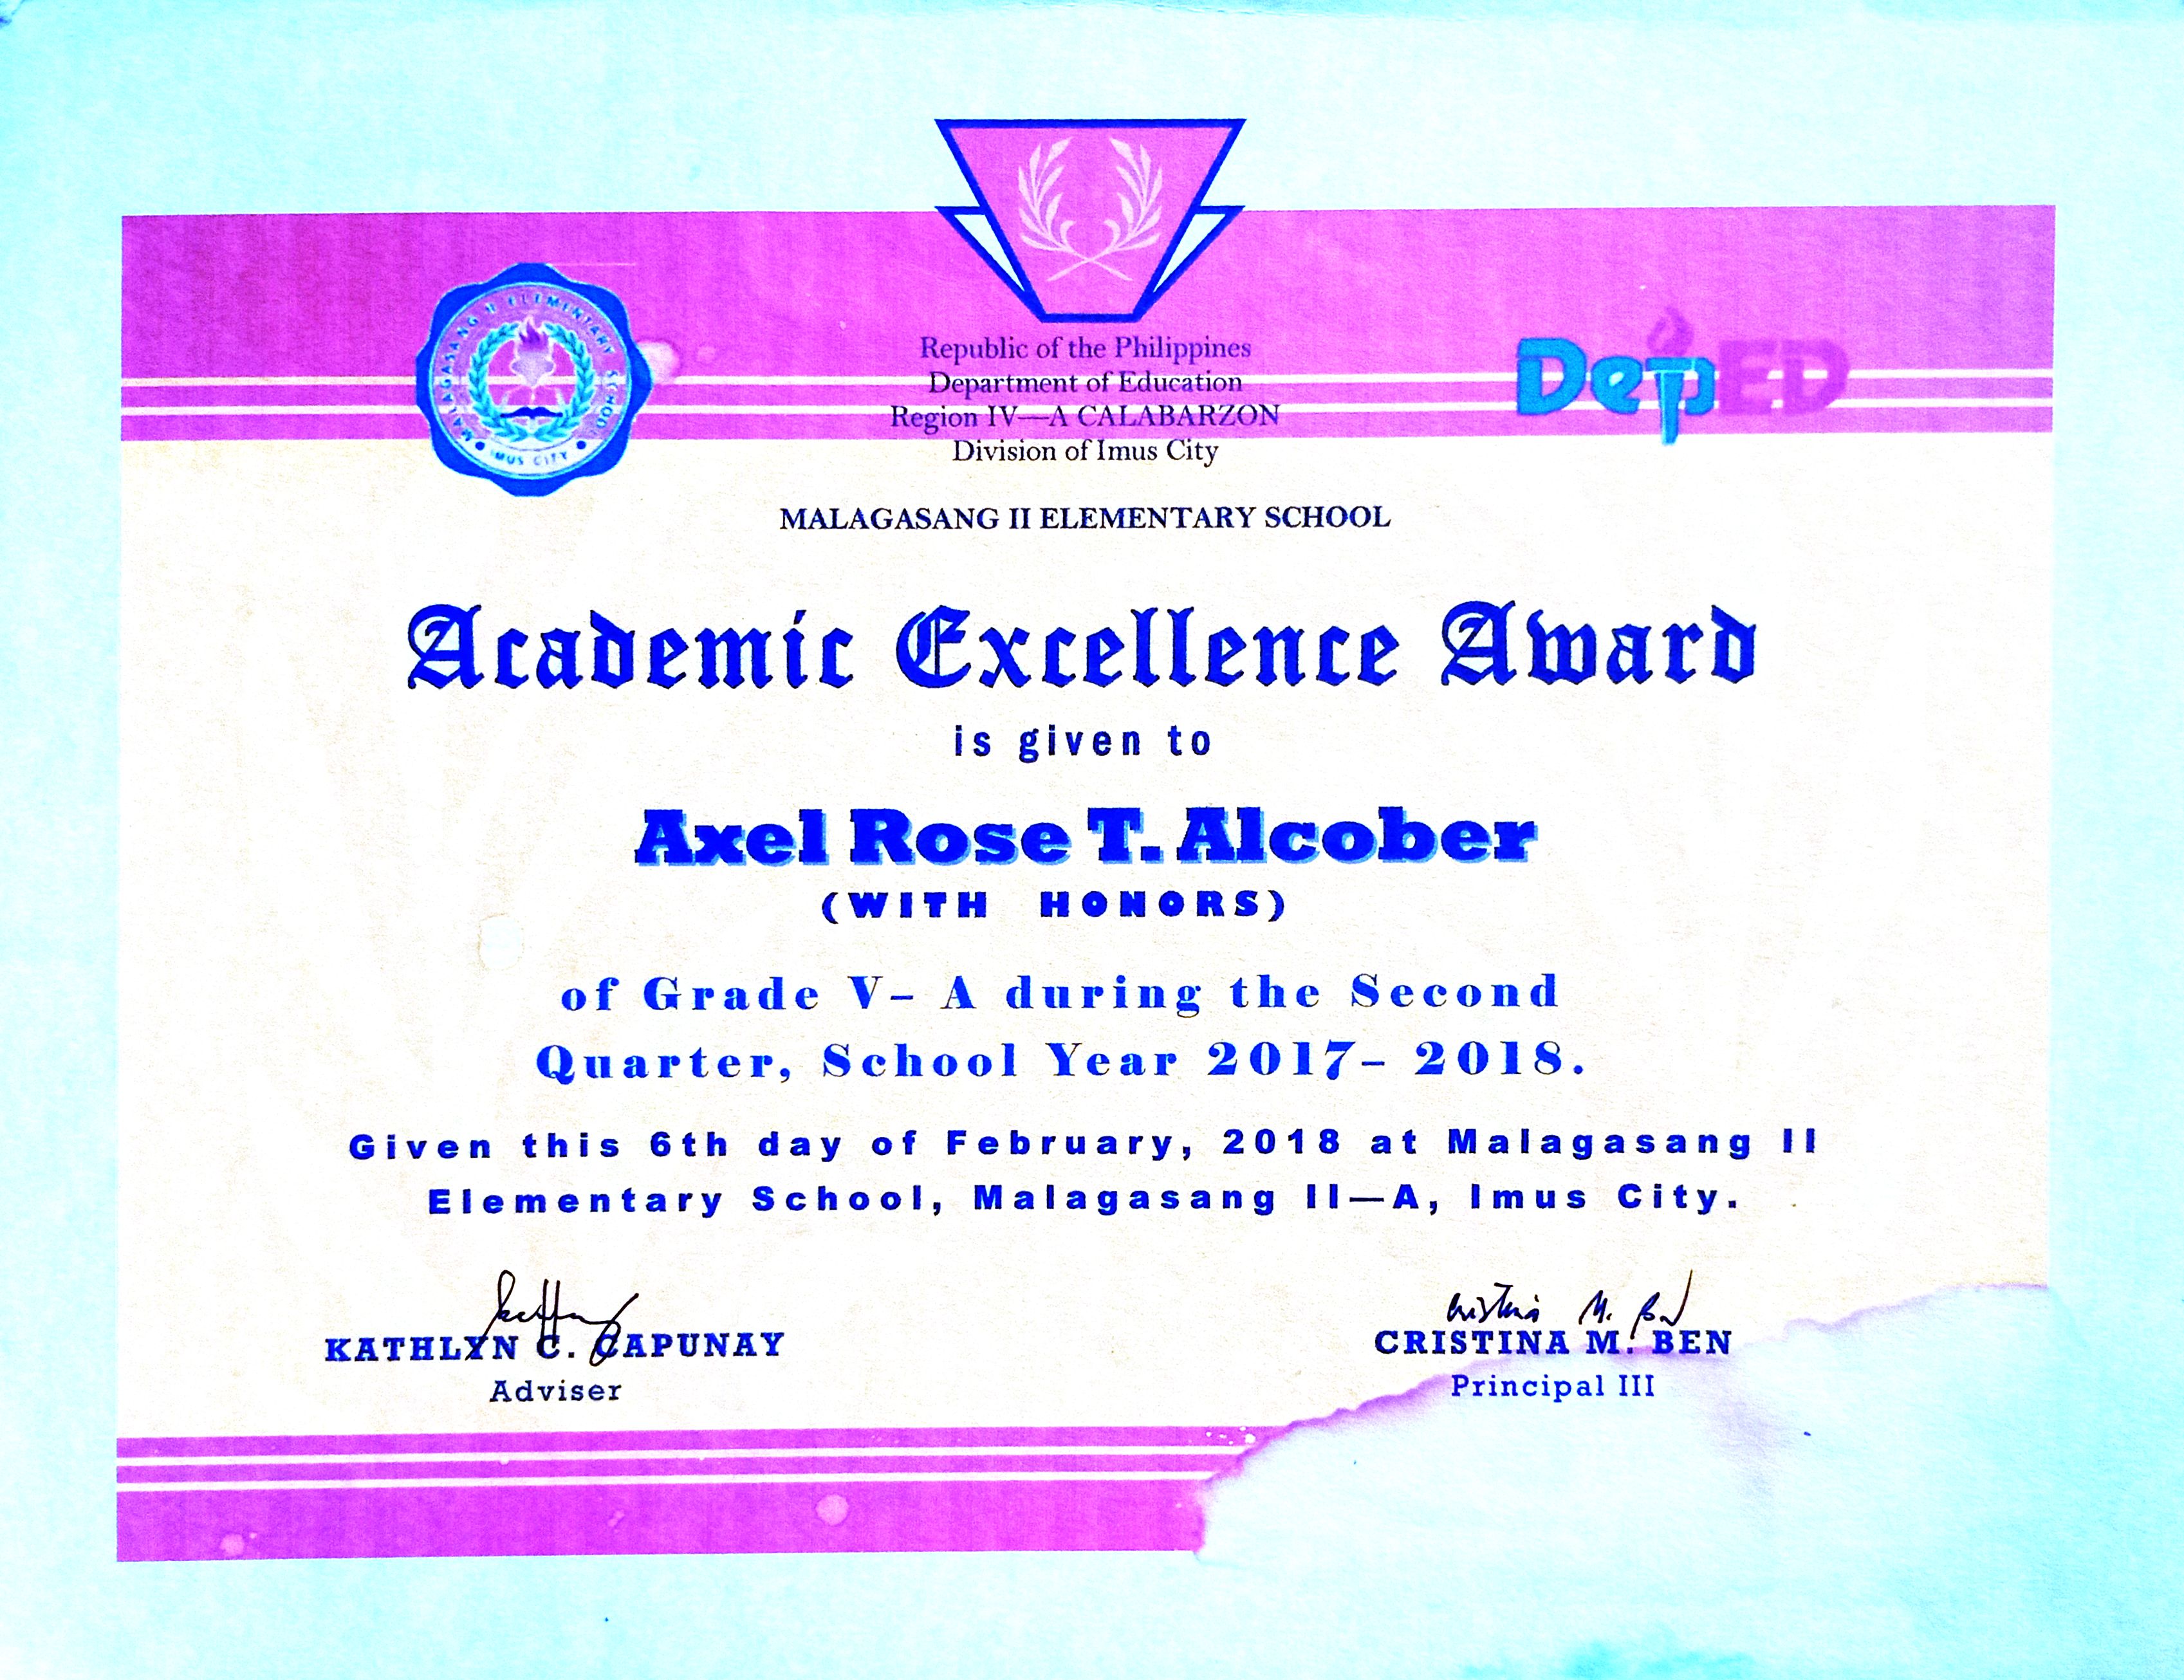 MALAGASANG II ELEMENTARY SCHOOL
IMUS CITY
Republic of the Philippines
Department of Education
Region IV—A CALABARZON
Division of Imus City
DepED
MALAGASANG II ELEMENTARY SCHOOL
Academic Excellence Award
is given to
Axel Rose T. Alcober
(WITH HONORS)
of Grade V– A during the Second
Quarter, School Year 2017– 2018.
Given this 6th day of February, 2018 at Malagasang II
Elementary School, Malagasang II—A, Imus City.
Cristina M. Ben
KATHLYN C. CAPUNAY
Adviser
CRISTINA M. BEN
Principal III